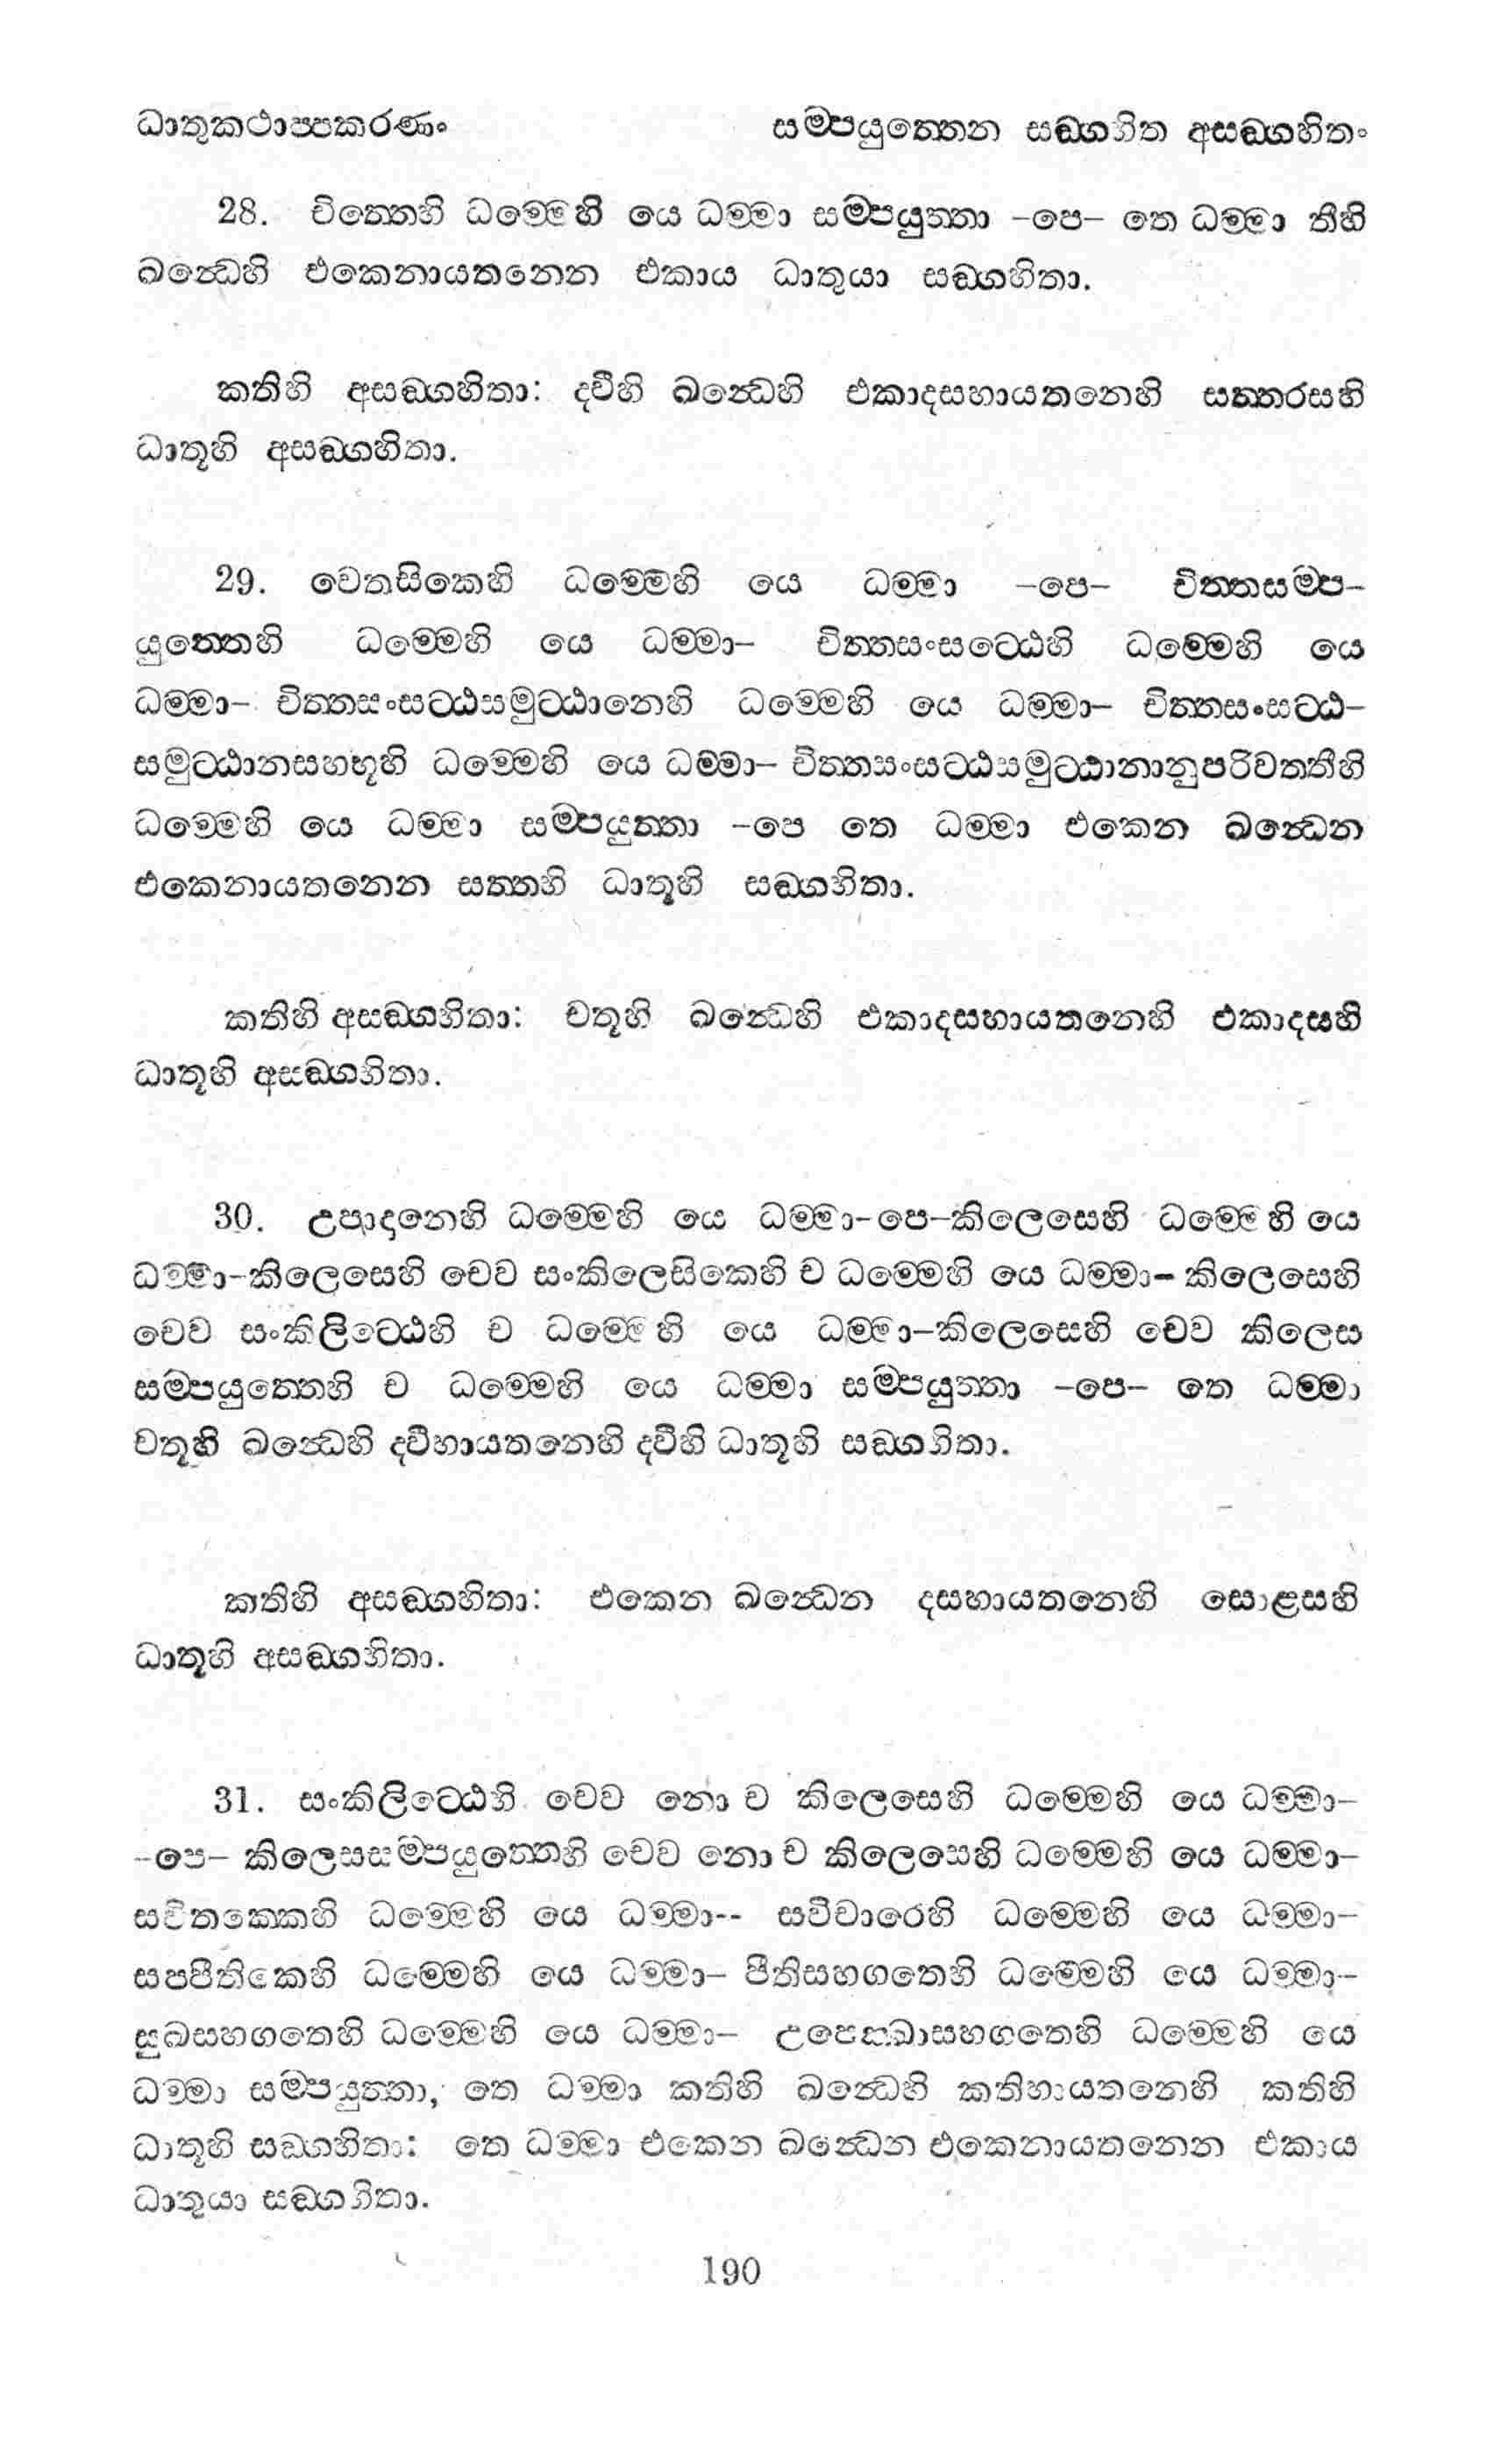 ධාතුකථාප්පකරණං සම්පයුත්තෙන සඞ්ගහිත අසඞ්ගහිතං
28. චිත්තෙහි ධම්මෙහි යෙ ධම්මා සම්පයුත්තා -පෙ- තෙ ධම්මා තීහි
ඛන්ධෙහි එකෙනායතනෙන එකාය ධාතුයා සඞ්ගහිතා.
කතිහි අසඞ්ගහිතා: ද්වීහි ඛන්ධෙහි එකාදසහායතනෙහි සත්තරසහි
ධාතූහි අසඞ්ගහිතා.
29. චෙතසිකෙහි ධම්මෙහි යෙ ධම්මා -පෙ- චිත්තසම්ප-
යුත්තෙහි ධම්මෙහි යෙ ධම්මා- චිත්තසංසට්ඨෙහි ධම්මෙහි යෙ
ධම්මා- චිත්තසංසට්ඨසමුට්ඨානෙහි ධම්මෙහි යෙ ධම්මා- චිත්තසංසට්ඨ-
සමුට්ඨානසහභූහි ධම්මෙහි යෙ ධම්මා- චිත්තසංසට්ඨසමුට්ඨානානුපරිවත්තීහි
ධම්මෙහි යෙ ධම්මා සම්පයුත්තා -පෙ තෙ ධම්මා එකෙන ඛන්ධෙන
එකෙනායතනෙන සත්තහි ධාතූහි සඞ්ගහිතා.
කතිහි අසඞ්ගහිතා: චතූහි ඛන්ධෙහි එකාදසහායතනෙහි එකාදසහි
ධාතූහි අසඞ්ගහිතා.
30. උපාදානෙහි ධම්මෙහි යෙ ධම්මා-පෙ-කිලෙසෙහි ධම්මෙහි යෙ
ධම්මා-කිලෙසෙහි චෙව සංකිලෙසිකෙහි ච ධම්මෙහි යෙ ධම්මා- කිලෙසෙහි
චෙව සංකිලිට්ඨෙහි ච ධම්මෙහි යෙ ධම්මා-කිලෙසෙහි චෙව කිලෙස
සම්පයුත්තෙහි ච ධම්මෙහි යෙ ධම්මා සම්පයුත්තා -පෙ- තෙ ධම්මා
චතූහි ඛන්ධෙහි ද්වීහායතනෙහි ද්වීහි ධාතූහි සඞ්ගහිතා.
කතිහි අසඞ්ගහිතා: එකෙන ඛන්ධෙන දසහායතනෙහි සොළසහි
ධාතූහි අසඞ්ගහිතා.
31. සංකිලිට්ඨෙහි චෙව නො ච කිලෙසෙහි ධම්මෙහි යෙ ධම්මා-
-පෙ- කිලෙසසම්පයුත්තෙහි චෙව නො ච කිලෙසෙහි ධම්මෙහි යෙ ධම්මා-
සවිතක්කෙහි ධම්මෙහි යෙ ධම්මා-- සවිචාරෙහි ධම්මෙහි යෙ ධම්මා-
සප්පීතිකෙහි ධම්මෙහි යෙ ධම්මා- පීතිසහගතෙහි ධම්මෙහි යෙ ධම්මා-
සුඛසහගතෙහි ධම්මෙහි යෙ ධම්මා- උපෙක්ඛාසහගතෙහි ධම්මෙහි යෙ
ධම්මා සම්පයුත්තා, තෙ ධම්මා කතිහි ඛන්ධෙහි කතිහායතනෙහි කතිහි
ධාතූහි සඞ්ගහිතා: තෙ ධම්මා එකෙන ඛන්ධෙන එකෙනායතනෙන එකාය
ධාතුයා සඞ්ගහිතා.
190